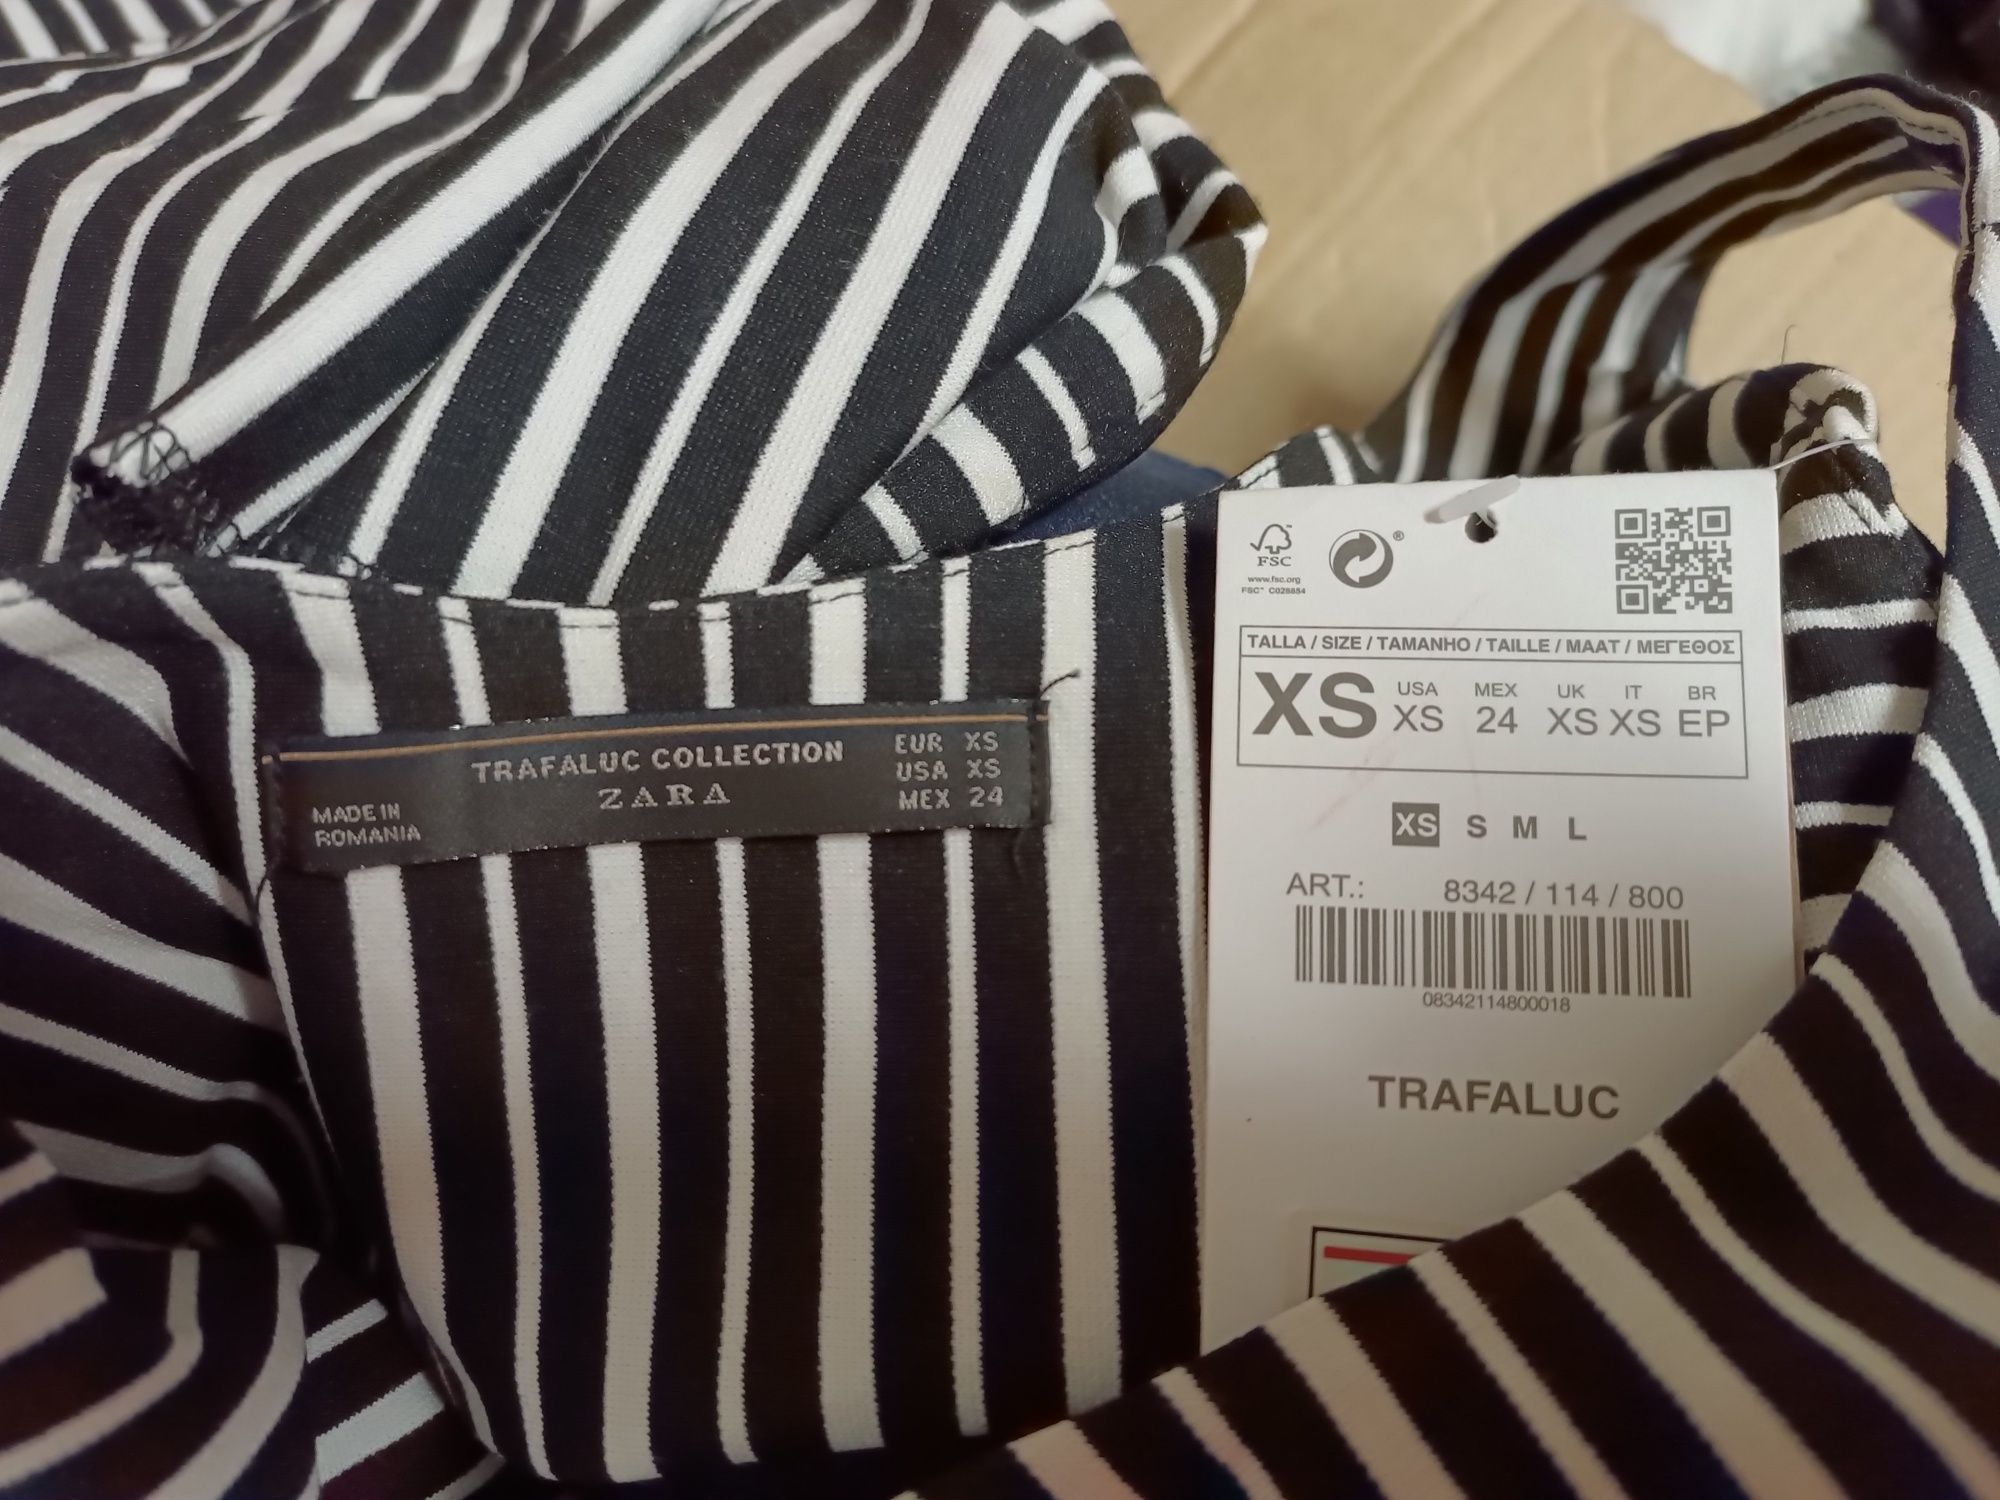 TRAFALUC COLLECTION
ZARA
MADE IN
ROMANIA
EUR XS
USA XS
MEX 24
FSC
www.fsc.org
FSC™ C028884
®
TALLA / SIZE / TAMANHO / TAILLE / MAAT / ΜΕΓΕΘΟΣ
XS
USA MEX UK IT BR
XS 24 XS XS EP
XS S M L
ART.: 8342 / 114 / 800
08342114800018
TRAFALUC